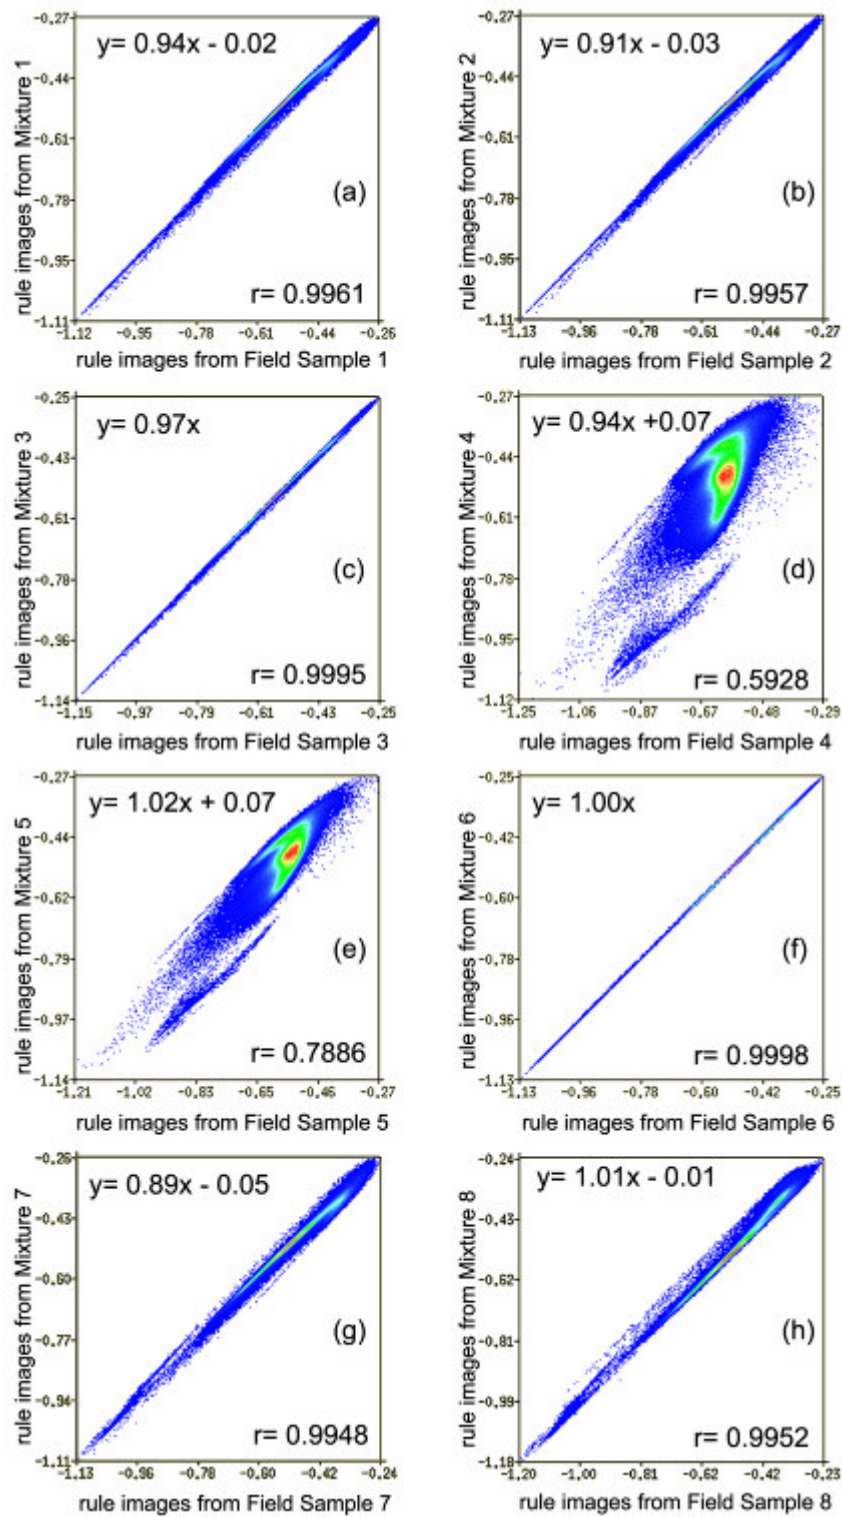 y= 0.94x - 0.02
(a)
r= 0.9961
rule images from Mixture 1
-0.27
-0.44
-0.61
-0.78
-0.95
-1.11
-1.12 -0.95 -0.78 -0.61 -0.44 -0.26
rule images from Field Sample 1
y= 0.91x - 0.03
(b)
r= 0.9957
rule images from Mixture 2
-0.27
-0.44
-0.61
-0.78
-0.95
-1.11
-1.13 -0.96 -0.78 -0.61 -0.44 -0.27
rule images from Field Sample 2
y= 0.97x
(c)
r= 0.9995
rule images from Mixture 3
-0.25
-0.43
-0.61
-0.78
-0.96
-1.14
-1.15 -0.97 -0.79 -0.61 -0.43 -0.25
rule images from Field Sample 3
y= 0.94x +0.07
(d)
r= 0.5928
rule images from Mixture 4
-0.27
-0.44
-0.61
-0.78
-0.95
-1.12
-1.25 -1.06 -0.87 -0.67 -0.48 -0.29
rule images from Field Sample 4
y= 1.02x + 0.07
(e)
r= 0.7886
rule images from Mixture 5
-0.27
-0.44
-0.62
-0.79
-0.97
-1.14
-1.21 -1.02 -0.83 -0.65 -0.46 -0.27
rule images from Field Sample 5
y= 1.00x
(f)
r= 0.9998
rule images from Mixture 6
-0.25
-0.42
-0.60
-0.78
-0.96
-1.13
-1.13 -0.96 -0.78 -0.60 -0.42 -0.25
rule images from Field Sample 6
y= 0.89x - 0.05
(g)
r= 0.9948
rule images from Mixture 7
-0.26
-0.43
-0.60
-0.77
-0.94
-1.11
-1.13 -0.96 -0.78 -0.60 -0.42 -0.24
rule images from Field Sample 7
y= 1.01x - 0.01
(h)
r= 0.9952
rule images from Mixture 8
-0.24
-0.43
-0.62
-0.81
-0.99
-1.18
-1.20 -1.00 -0.81 -0.62 -0.42 -0.23
rule images from Field Sample 8